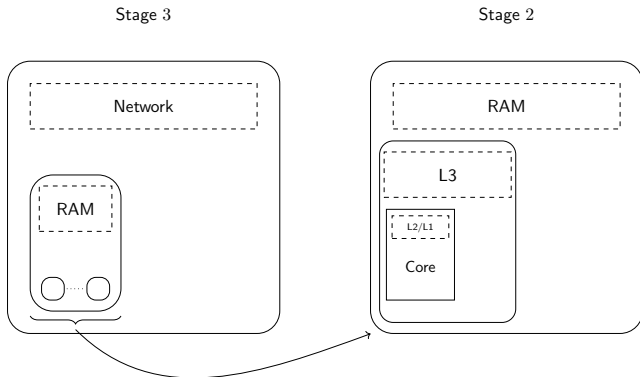 Stage 3
Stage 2
Network
RAM
RAM
L3
L2/L1
Core